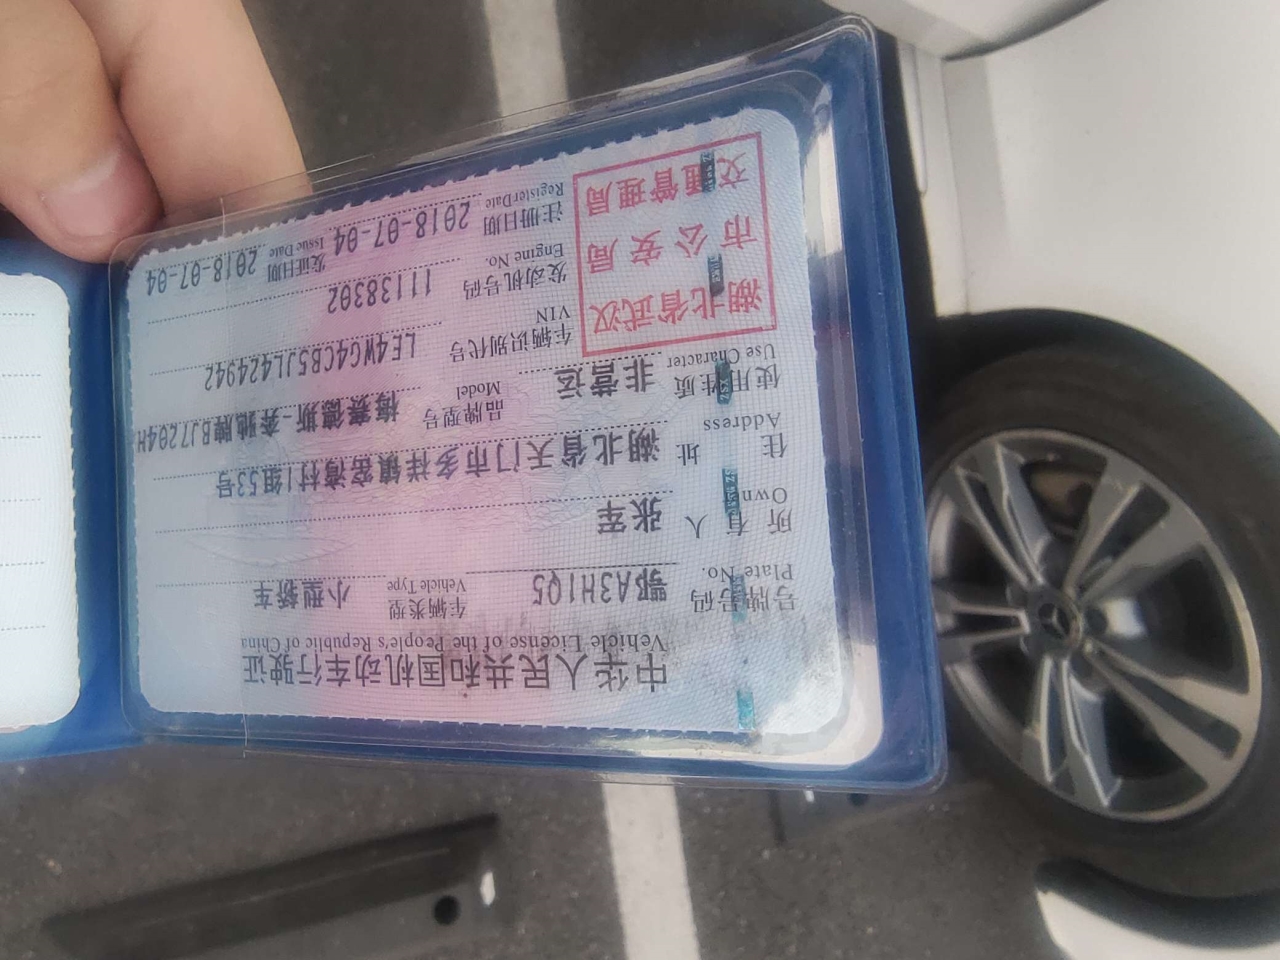 中华人民共和国机动车行驶证
Vehicle License of the People's Republic of China
号牌号码 鄂A3H1Q5 车辆类型 小型轿车
Plate No. Vehicle Type
所有人 张军
Owner
住址 湖北省天门市多祥镇窑湾村1组53号
Address
使用性质 非营运 品牌型号 梅赛德斯-奔驰牌BJ7204H
Use Character Model
湖北省武汉
市公安局
交通管理局
车辆识别代号 LE4WG4CB5JL424942
VIN
发动机号码 11138302
Engine No.
注册日期 2018-07-04 发证日期 2018-07-04
Register Date Issue Date